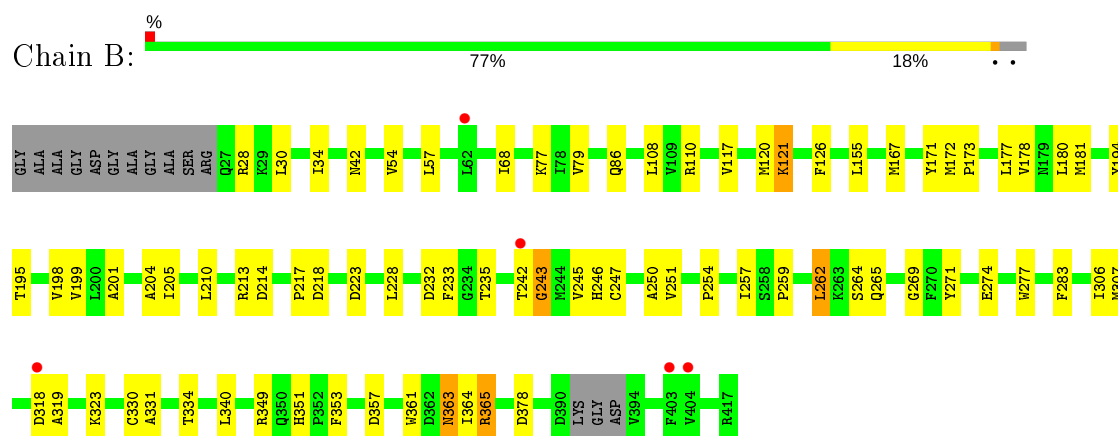 %
Chain B:
77% 18% • •
GLY ALA ALA GLY ASP GLY ALA GLY ALA SER ARG Q27 R28 K29 L30 I34 N42 V54 L57 L62 I68 K77 I78 V79 Q86 L108 V109 R110 V117 M120 K121 F126 L155 M167 Y171 M172 P173 L177 V178 N179 L180 M181 Y194
T195 V198 V199 L200 A201 A204 I205 L210 R213 D214 P217 D218 D223 L228 D232 F233 G234 T235 T242 G243 M244 V245 H246 C247 A250 V251 P254 I257 S258 P259 L262 K263 S264 Q265 G269 F270 Y271 E274 W277 F283 I306 M307
D318 A319 K323 C330 A331 T334 L340 R349 Q350 H351 P352 F353 D357 W361 D362 N363 I364 R365 D378 D390 LYS GLY ASP V394 F403 V404 R417